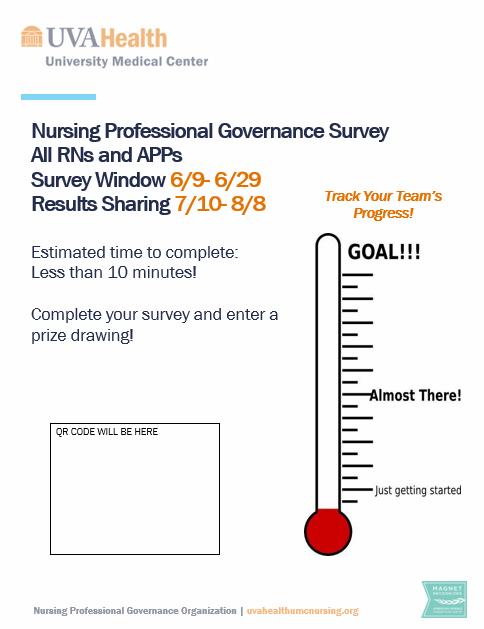 UVAHealth
University Medical Center
Nursing Professional Governance Survey
All RNs and APPs
Survey Window 6/9- 6/29
Results Sharing 7/10- 8/8
Track Your Team's
Progress!
Estimated time to complete:
Less than 10 minutes!
Complete your survey and enter a
prize drawing!
GOAL!!!
Almost There!
Just getting started
QR CODE WILL BE HERE
MAGNET
RECOGNIZED
Nursing Professional Governance Organization | uvahealthumcnursing.org